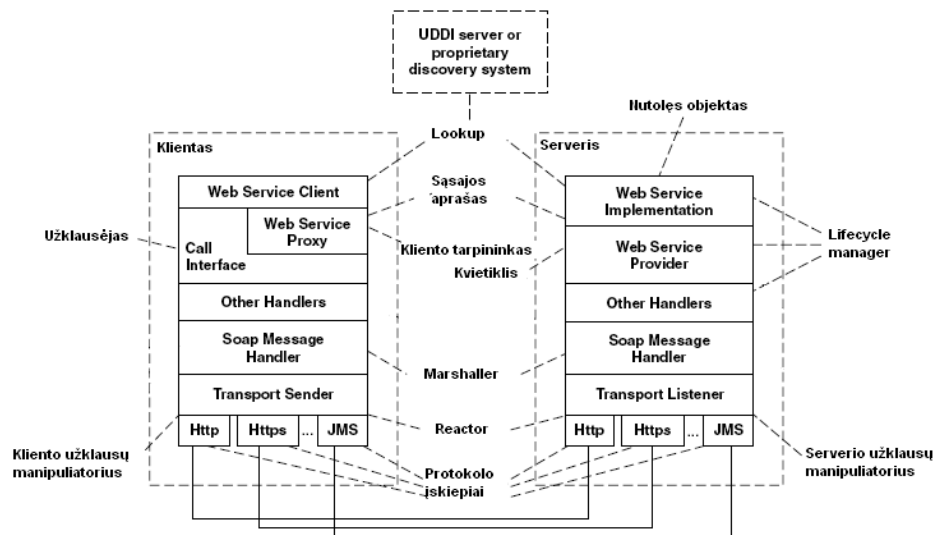 UDDI server or
proprietary
discovery system
Nutolęs objektas
Klientas
Lookup
Serveris
Web Service Client
Sąsajos
aprašas
Web Service
Implementation
Užklausėjas
Web Service
Proxy
Call
Interface
Kliento tarpininkas
Kvietiklis
Web Service
Provider
Lifecycle
manager
Other Handlers
Other Handlers
Soap Message
Handler
Soap Message
Handler
Marshaller
Transport Sender
Transport Listener
Http
Https
...
JMS
Reactor
Http
Https
...
JMS
Kliento užklausų
manipuliatorius
Protokolo
įskiepiai
Serverio užklausų
manipuliatorius